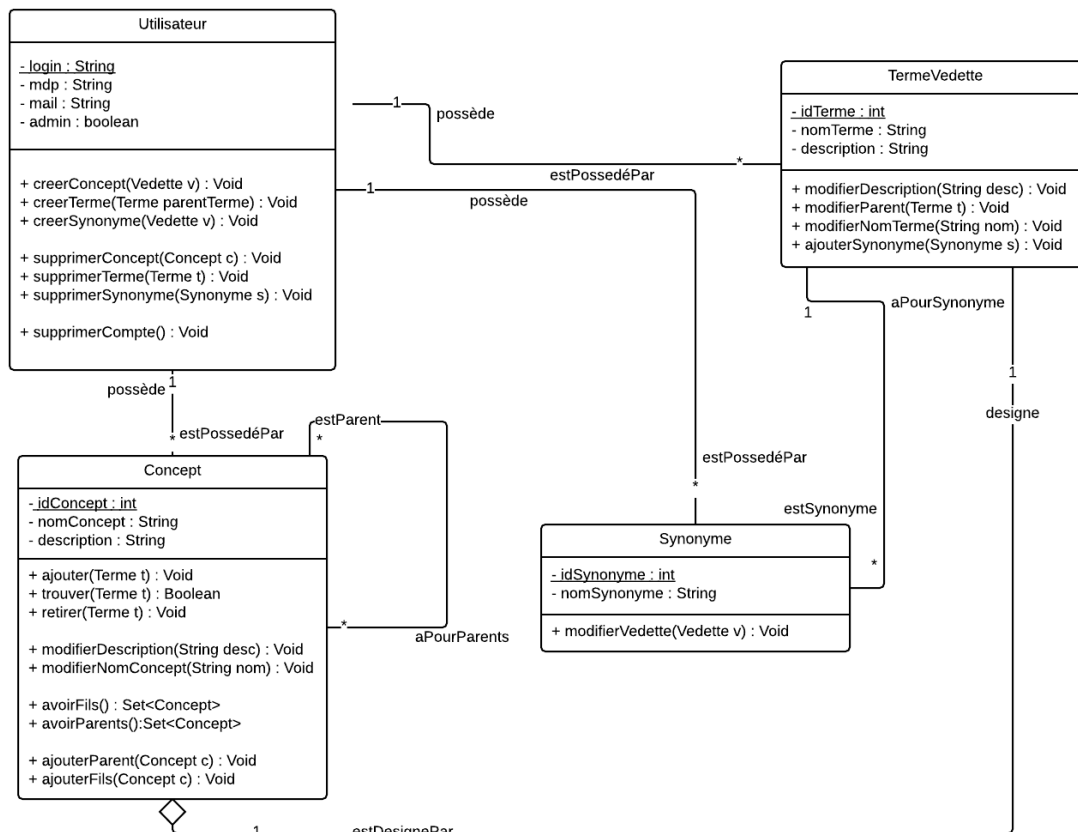 Utilisateur
- login : String
- mdp : String
- mail : String
- admin : boolean
+ creerConcept(Vedette v) : Void
+ creerTerme(Terme parentTerme) : Void
+ creerSynonyme(Vedette v) : Void
+ supprimerConcept(Concept c) : Void
+ supprimerTerme(Terme t) : Void
+ supprimerSynonyme(Synonyme s) : Void
+ supprimerCompte() : Void
1
possède
*
estPossedéPar
1
possède
TermeVedette
- idTerme : int
- nomTerme : String
- description : String
+ modifierDescription(String desc) : Void
+ modifierParent(Terme t) : Void
+ modifierNomTerme(String nom) : Void
+ ajouterSynonyme(Synonyme s) : Void
aPourSynonyme
1
1
designe
possède
1
* estPossedéPar
estParent
*
Concept
- idConcept : int
- nomConcept : String
- description : String
+ ajouter(Terme t) : Void
+ trouver(Terme t) : Boolean
+ retirer(Terme t) : Void
+ modifierDescription(String desc) : Void
+ modifierNomConcept(String nom) : Void
+ avoirFils() : Set<Concept>
+ avoirParents():Set<Concept>
+ ajouterParent(Concept c) : Void
+ ajouterFils(Concept c) : Void
*
aPourParents
estPossedéPar
*
estSynonyme
*
Synonyme
- idSynonyme : int
- nomSynonyme : String
+ modifierVedette(Vedette v) : Void
1
estDesignePar